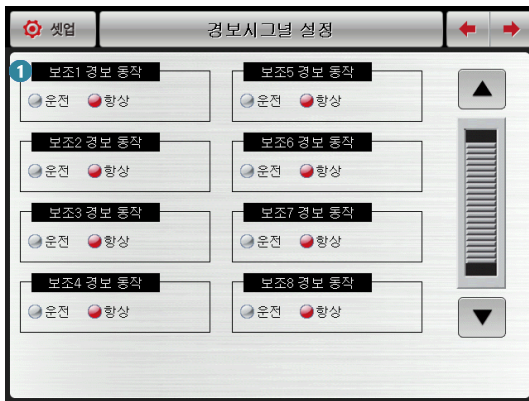 셋업
경보시그널 설정
1
보조1 경보 동작
운전 항상
보조5 경보 동작
운전 항상
보조2 경보 동작
운전 항상
보조6 경보 동작
운전 항상
보조3 경보 동작
운전 항상
보조7 경보 동작
운전 항상
보조4 경보 동작
운전 항상
보조8 경보 동작
운전 항상